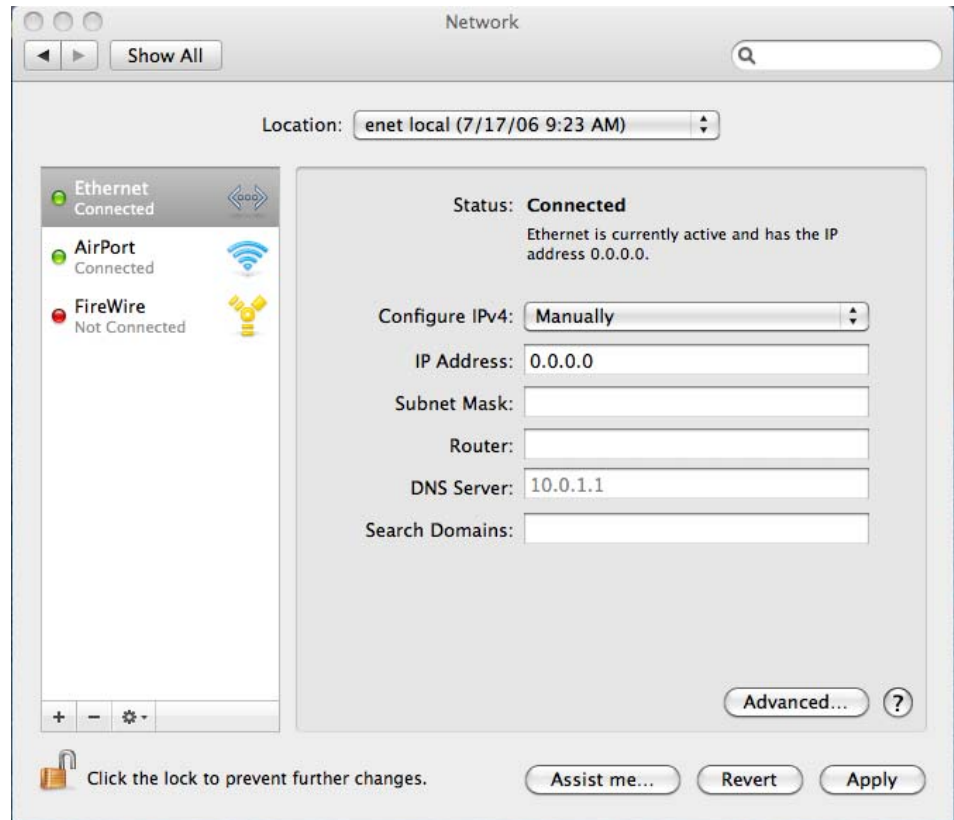 Network
Show All
Location: enet local (7/17/06 9:23 AM)
Ethernet
Connected
AirPort
Connected
FireWire
Not Connected
Status: Connected
Ethernet is currently active and has the IP
address 0.0.0.0.
Configure IPv4: Manually
IP Address: 0.0.0.0
Subnet Mask:
Router:
DNS Server: 10.0.1.1
Search Domains:
Advanced...
?
Click the lock to prevent further changes.
Assist me...
Revert
Apply